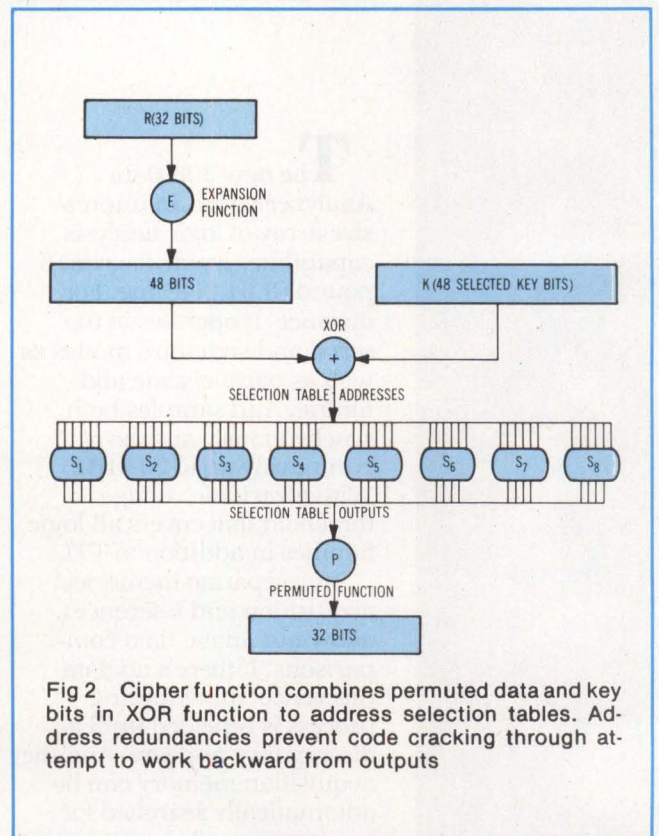 R(32 BITS)
E
EXPANSION
FUNCTION
48 BITS
K(48 SELECTED KEY BITS)
XOR
+
SELECTION TABLE ADDRESSES
S₁ S₂ S₃ S₄ S₅ S₆ S₇ S₈
SELECTION TABLE OUTPUTS
P
PERMUTED FUNCTION
32 BITS
Fig 2 Cipher function combines permuted data and key
bits in XOR function to address selection tables. Ad-
dress redundancies prevent code cracking through at-
tempt to work backward from outputs